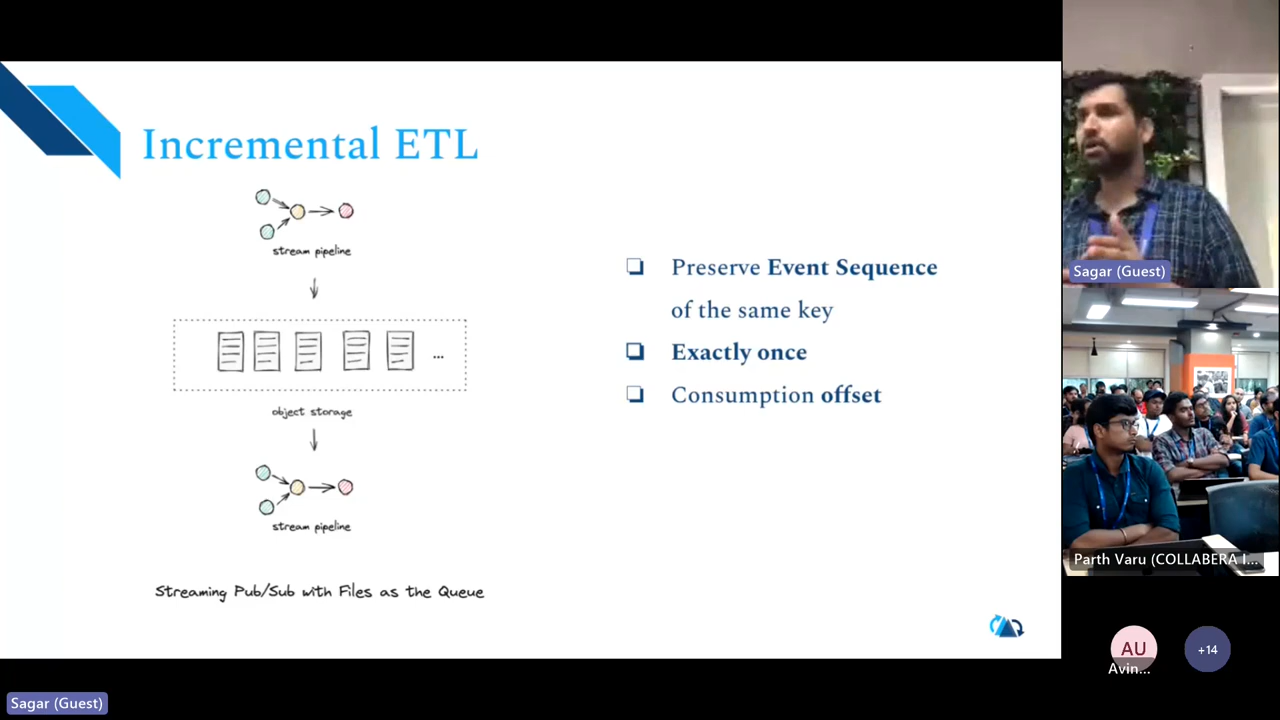 Incremental ETL
stream pipeline
...
object storage
stream pipeline
Streaming Pub/Sub with Files as the Queue
Preserve Event Sequence
of the same key
Exactly once
Consumption offset
Sagar (Guest)
Parth Varu (COLLABERA I...
AU
Avin...
+14
Sagar (Guest)